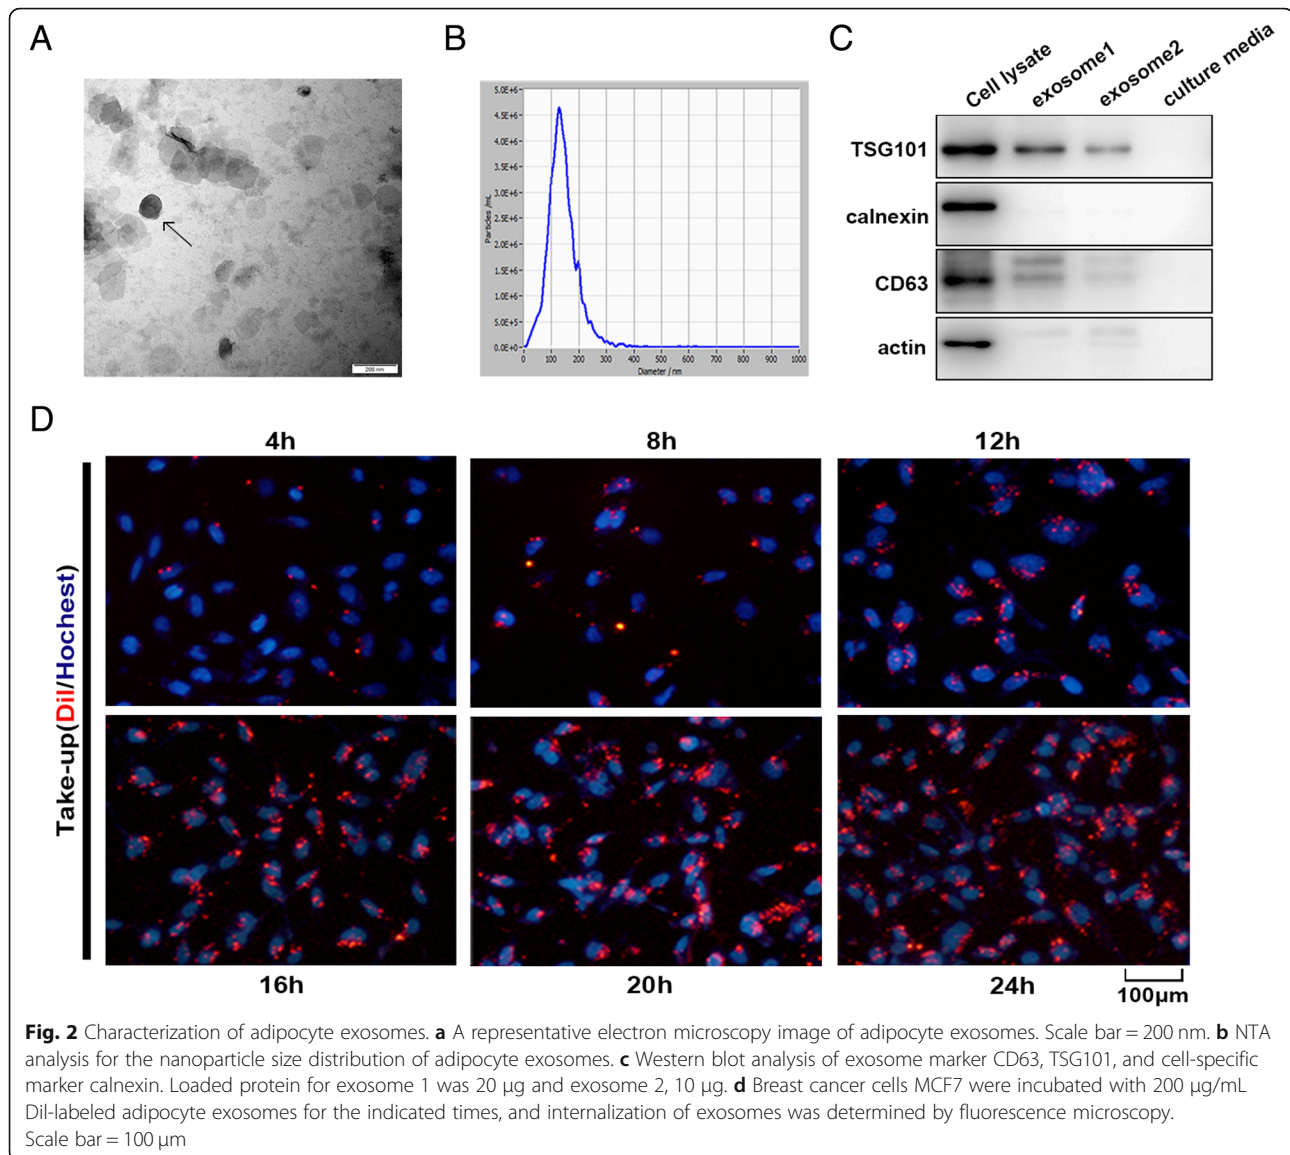 A
B
C
200 nm
Particles /mL
5.0E+6
4.5E+6
4.0E+6
3.5E+6
3.0E+6
2.5E+6
2.0E+6
1.5E+6
1.0E+6
5.0E+5
0.0E+0
0 100 200 300 400 500 600 700 800 900 1000
Diameter / nm
Cell lysate
exosome1
exosome2
culture media
TSG101
calnexin
CD63
actin
D
4h
8h
12h
Take-up(DiI/Hochest)
16h
20h
24h
100μm
Fig. 2 Characterization of adipocyte exosomes. a A representative electron microscopy image of adipocyte exosomes. Scale bar = 200 nm. b NTA
analysis for the nanoparticle size distribution of adipocyte exosomes. c Western blot analysis of exosome marker CD63, TSG101, and cell-specific
marker calnexin. Loaded protein for exosome 1 was 20 μg and exosome 2, 10 μg. d Breast cancer cells MCF7 were incubated with 200 μg/mL
DiI-labeled adipocyte exosomes for the indicated times, and internalization of exosomes was determined by fluorescence microscopy.
Scale bar = 100 μm